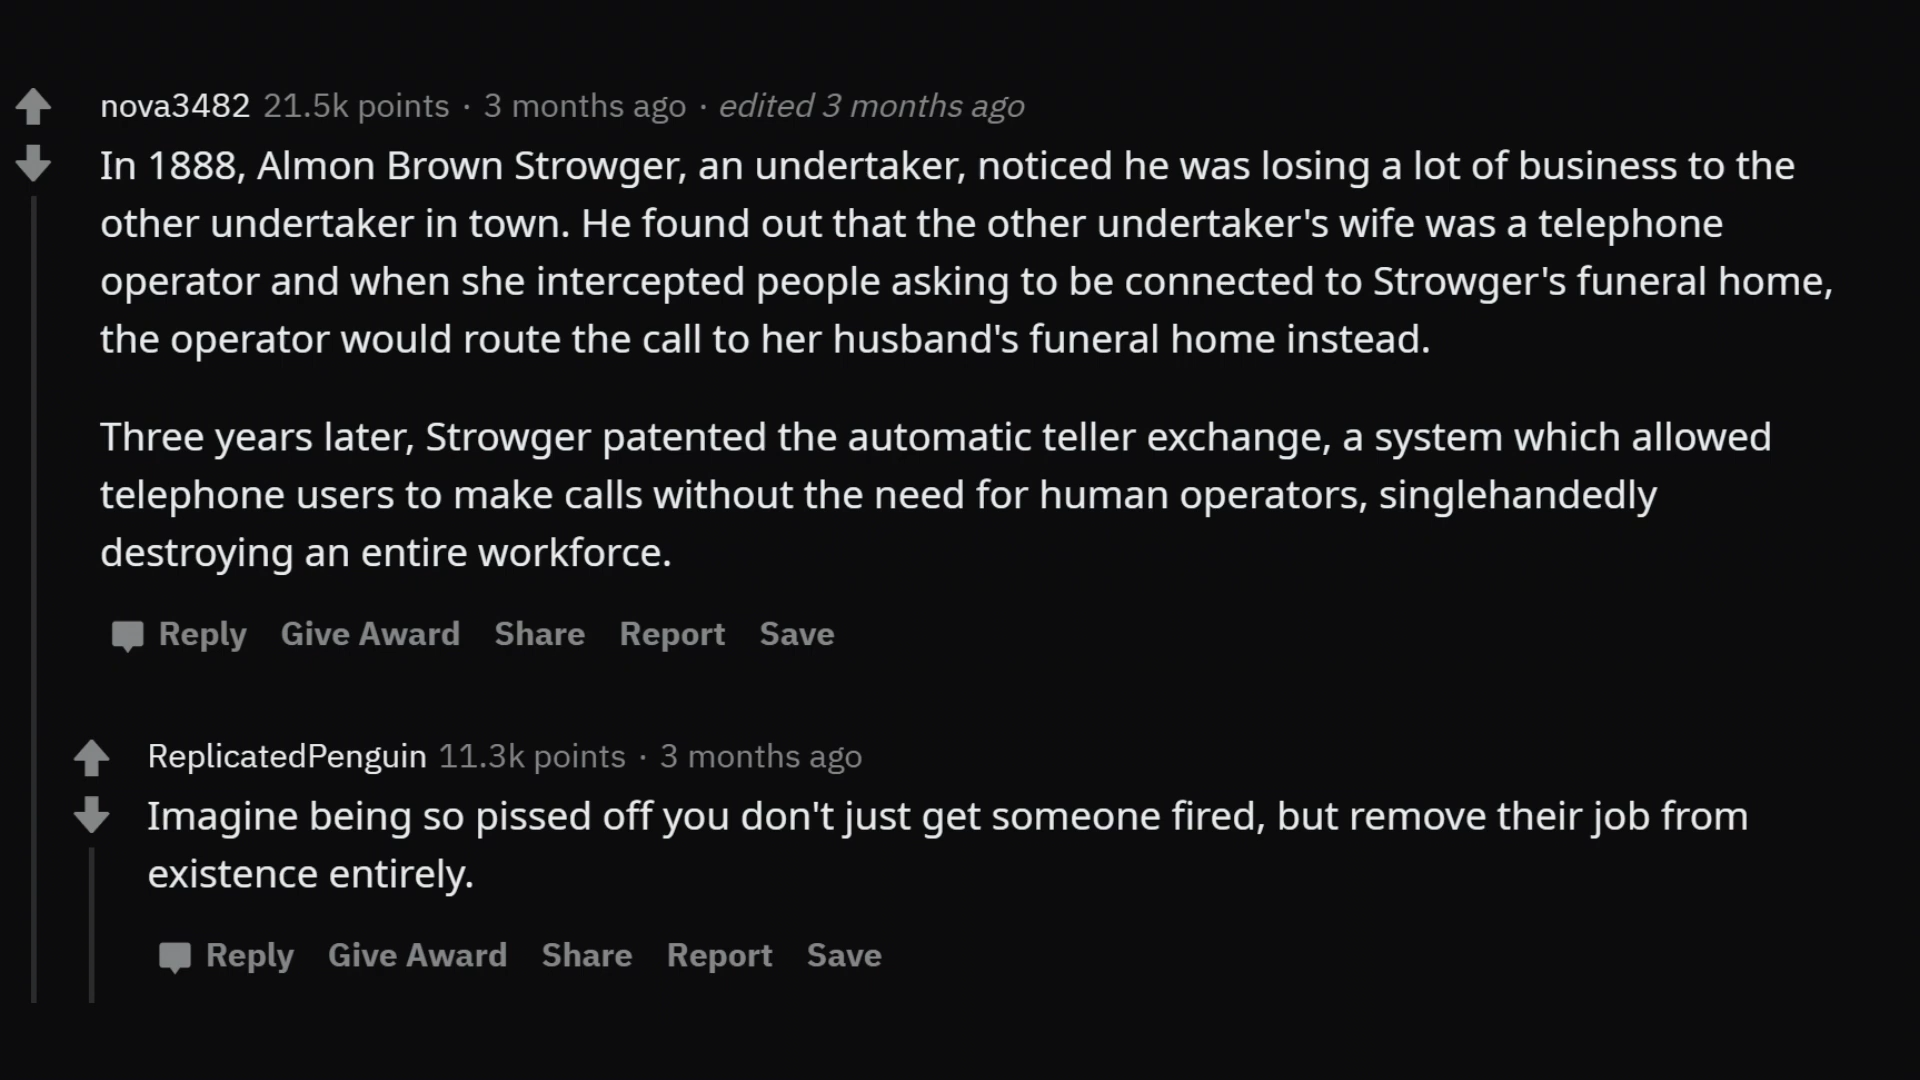 nova3482 21.5k points · 3 months ago · edited 3 months ago
In 1888, Almon Brown Strowger, an undertaker, noticed he was losing a lot of business to the
other undertaker in town. He found out that the other undertaker's wife was a telephone
operator and when she intercepted people asking to be connected to Strowger's funeral home,
the operator would route the call to her husband's funeral home instead.
Three years later, Strowger patented the automatic teller exchange, a system which allowed
telephone users to make calls without the need for human operators, singlehandedly
destroying an entire workforce.
Reply Give Award Share Report Save
ReplicatedPenguin 11.3k points · 3 months ago
Imagine being so pissed off you don't just get someone fired, but remove their job from
existence entirely.
Reply Give Award Share Report Save